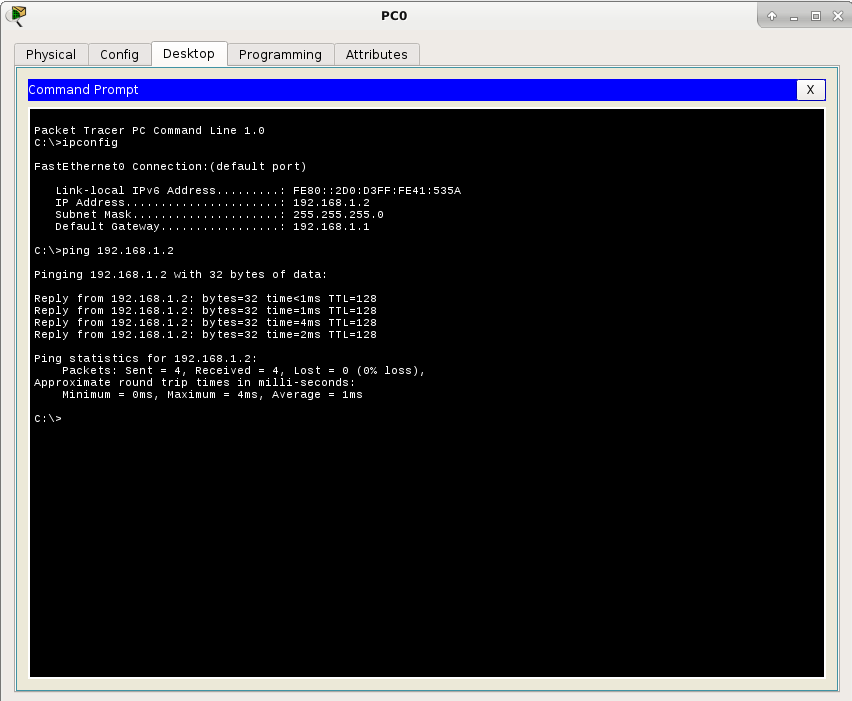 PC0
Physical Config Desktop Programming Attributes
Command Prompt X
Packet Tracer PC Command Line 1.0
C:\>ipconfig
FastEthernet0 Connection:(default port)
Link-local IPv6 Address.........: FE80::2D0:D3FF:FE41:535A
IP Address......................: 192.168.1.2
Subnet Mask.....................: 255.255.255.0
Default Gateway.................: 192.168.1.1
C:\>ping 192.168.1.2
Pinging 192.168.1.2 with 32 bytes of data:
Reply from 192.168.1.2: bytes=32 time<1ms TTL=128
Reply from 192.168.1.2: bytes=32 time=1ms TTL=128
Reply from 192.168.1.2: bytes=32 time=4ms TTL=128
Reply from 192.168.1.2: bytes=32 time=2ms TTL=128
Ping statistics for 192.168.1.2:
Packets: Sent = 4, Received = 4, Lost = 0 (0% loss),
Approximate round trip times in milli-seconds:
Minimum = 0ms, Maximum = 4ms, Average = 1ms
C:\>